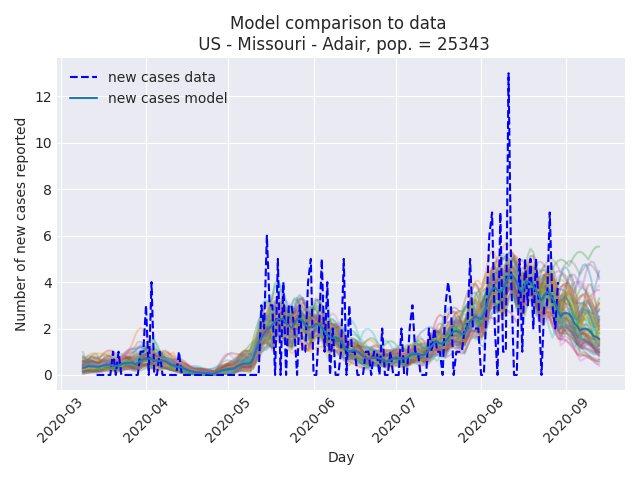 Model comparison to data
US - Missouri - Adair, pop. = 25343
new cases data
new cases model
Number of new cases reported
12
10
8
6
4
2
0
2020-03
2020-04
2020-05
2020-06
2020-07
2020-08
2020-09
Day